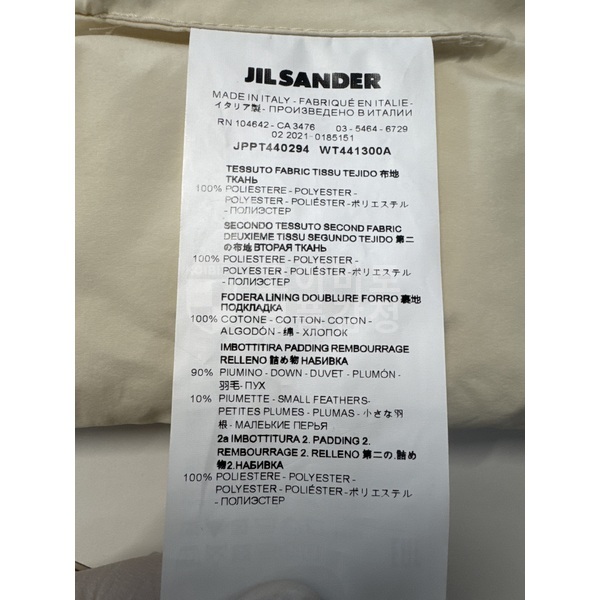 JIL SANDER
MADE IN ITALY - FABRIQUÉ EN ITALIE -
イタリア製 - ПРОИЗВЕДЕНО В ИТАЛИИ
RN 104642 - CA 3476 03 - 5464 - 6729
02 2021 - 0185151
JPPT440294 WT441300A
TESSUTO FABRIC TISSU TEJIDO 布地
ТКАНЬ
100% POLIESTERE - POLYESTER -
POLYESTER - POLIÉSTER - ポリエステル
- ПОЛИЭСТЕР
SECONDO TESSUTO SECOND FABRIC
DEUXIEME TISSU SEGUNDO TEJIDO 第二
の布地 ВТОРАЯ ТКАНЬ
100% POLIESTERE - POLYESTER -
POLYESTER - POLIÉSTER - ポリエステル
- ПОЛИЭСТЕР
FODERA LINING DOUBLURE FORRO 裏地
ПОДКЛАДКА
100% COTONE - COTTON - COTON -
ALGODÓN - 綿 - ХЛОПОК
IMBOTTITIRA PADDING REMBOURRAGE
RELLENO 詰め物 НАБИВКА
90% PIUMINO - DOWN - DUVET - PLUMÓN -
羽毛 - ПУХ
10% PIUMETTE - SMALL FEATHERS -
PETITES PLUMES - PLUMAS - 小さな羽
根 - МАЛЕЬКИЕ ПЕРЬЯ
2a IMBOTTITURA 2. PADDING 2.
REMBOURRAGE 2. RELLENO 第二の.詰め
物2.НАБИВКА
100% POLIESTERE - POLYESTER -
POLYESTER - POLIÉSTER - ポリエステル
- ПОЛИЭСТЕР